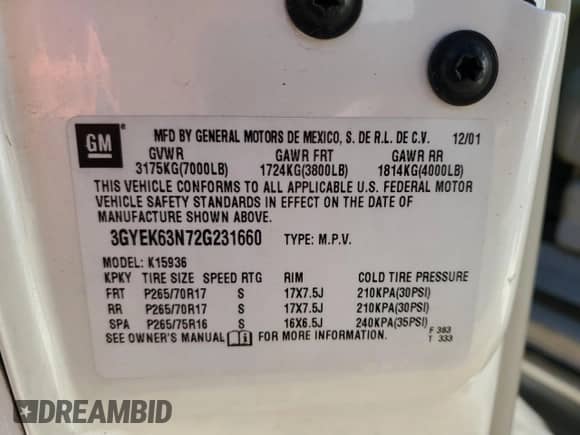 GM
MFD BY GENERAL MOTORS DE MEXICO, S. DE R.L. DE C.V. 12/01
GVWR GAWR FRT GAWR RR
3175KG(7000LB) 1724KG(3800LB) 1814KG(4000LB)
THIS VEHICLE CONFORMS TO ALL APPLICABLE U.S. FEDERAL MOTOR
VEHICLE SAFETY STANDARDS IN EFFECT ON THE DATE OF
MANUFACTURE SHOWN ABOVE.
3GYEK63N72G231660 TYPE: M.P.V.
MODEL: K15936
KPKY TIRE SIZE SPEED RTG RIM COLD TIRE PRESSURE
FRT P265/70R17 S 17X7.5J 210KPA(30PSI)
RR P265/70R17 S 17X7.5J 210KPA(30PSI)
SPA P265/75R16 S 16X6.5J 240KPA(35PSI)
SEE OWNER'S MANUAL FOR MORE INFORMATION. F 383
T 333
DREAMBID